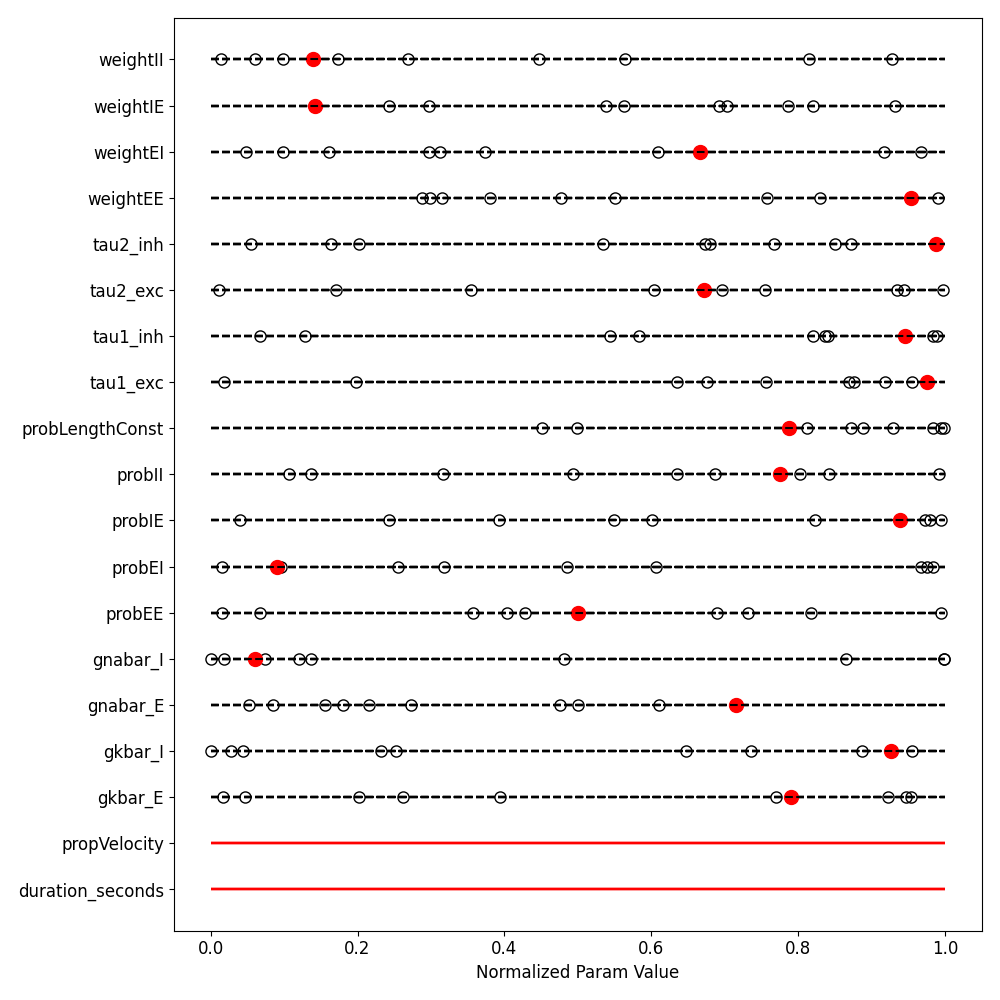 weightII
weightIE
weightEI
weightEE
tau2_inh
tau2_exc
tau1_inh
tau1_exc
probLengthConst
probII
probIE
probEI
probEE
gnabar_I
gnabar_E
gkbar_I
gkbar_E
propVelocity
duration_seconds
0.0 0.2 0.4 0.6 0.8 1.0
Normalized Param Value